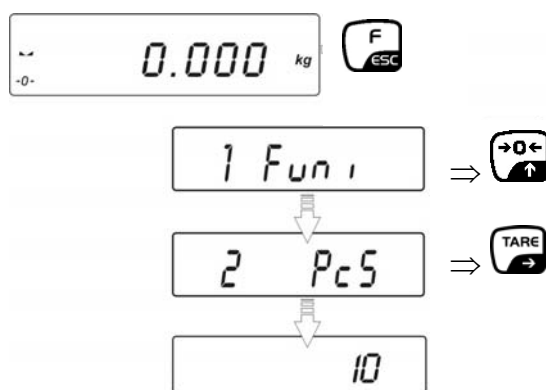 0.000 kg
-0-
F
ESC
1 Funi
⇒ →0← ↑
2 PcS
⇒ TARE →
10